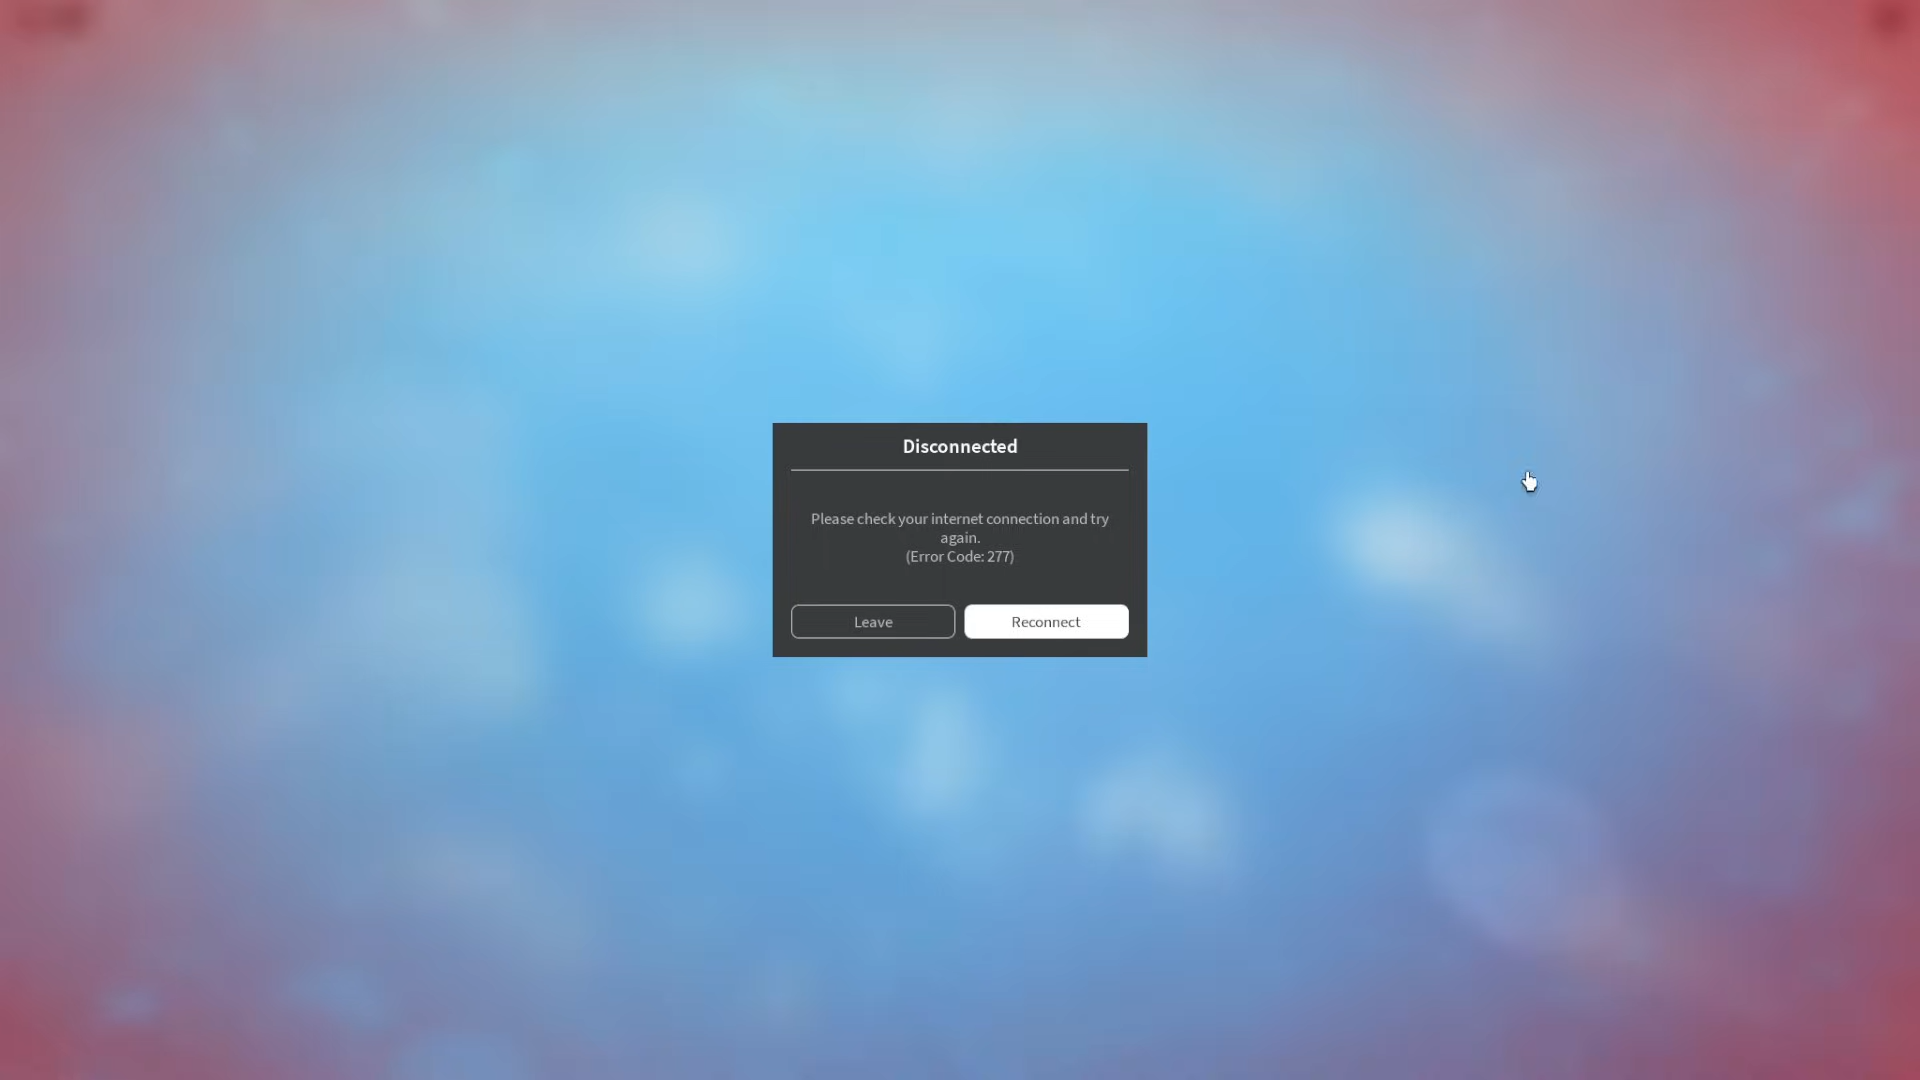 Disconnected
Please check your internet connection and try
again.
(Error Code: 277)
Leave
Reconnect